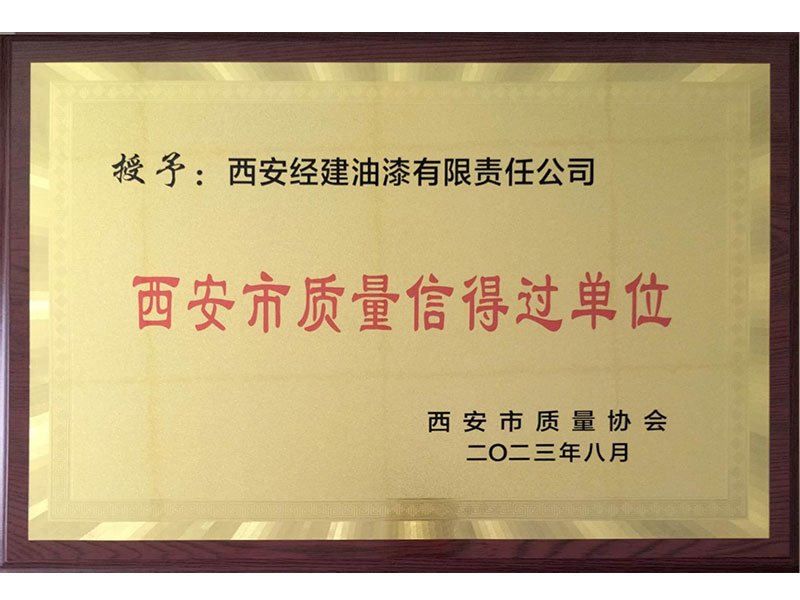 授予：西安经建油漆有限责任公司
西安市质量信得过单位
西安市质量协会
二〇二三年八月